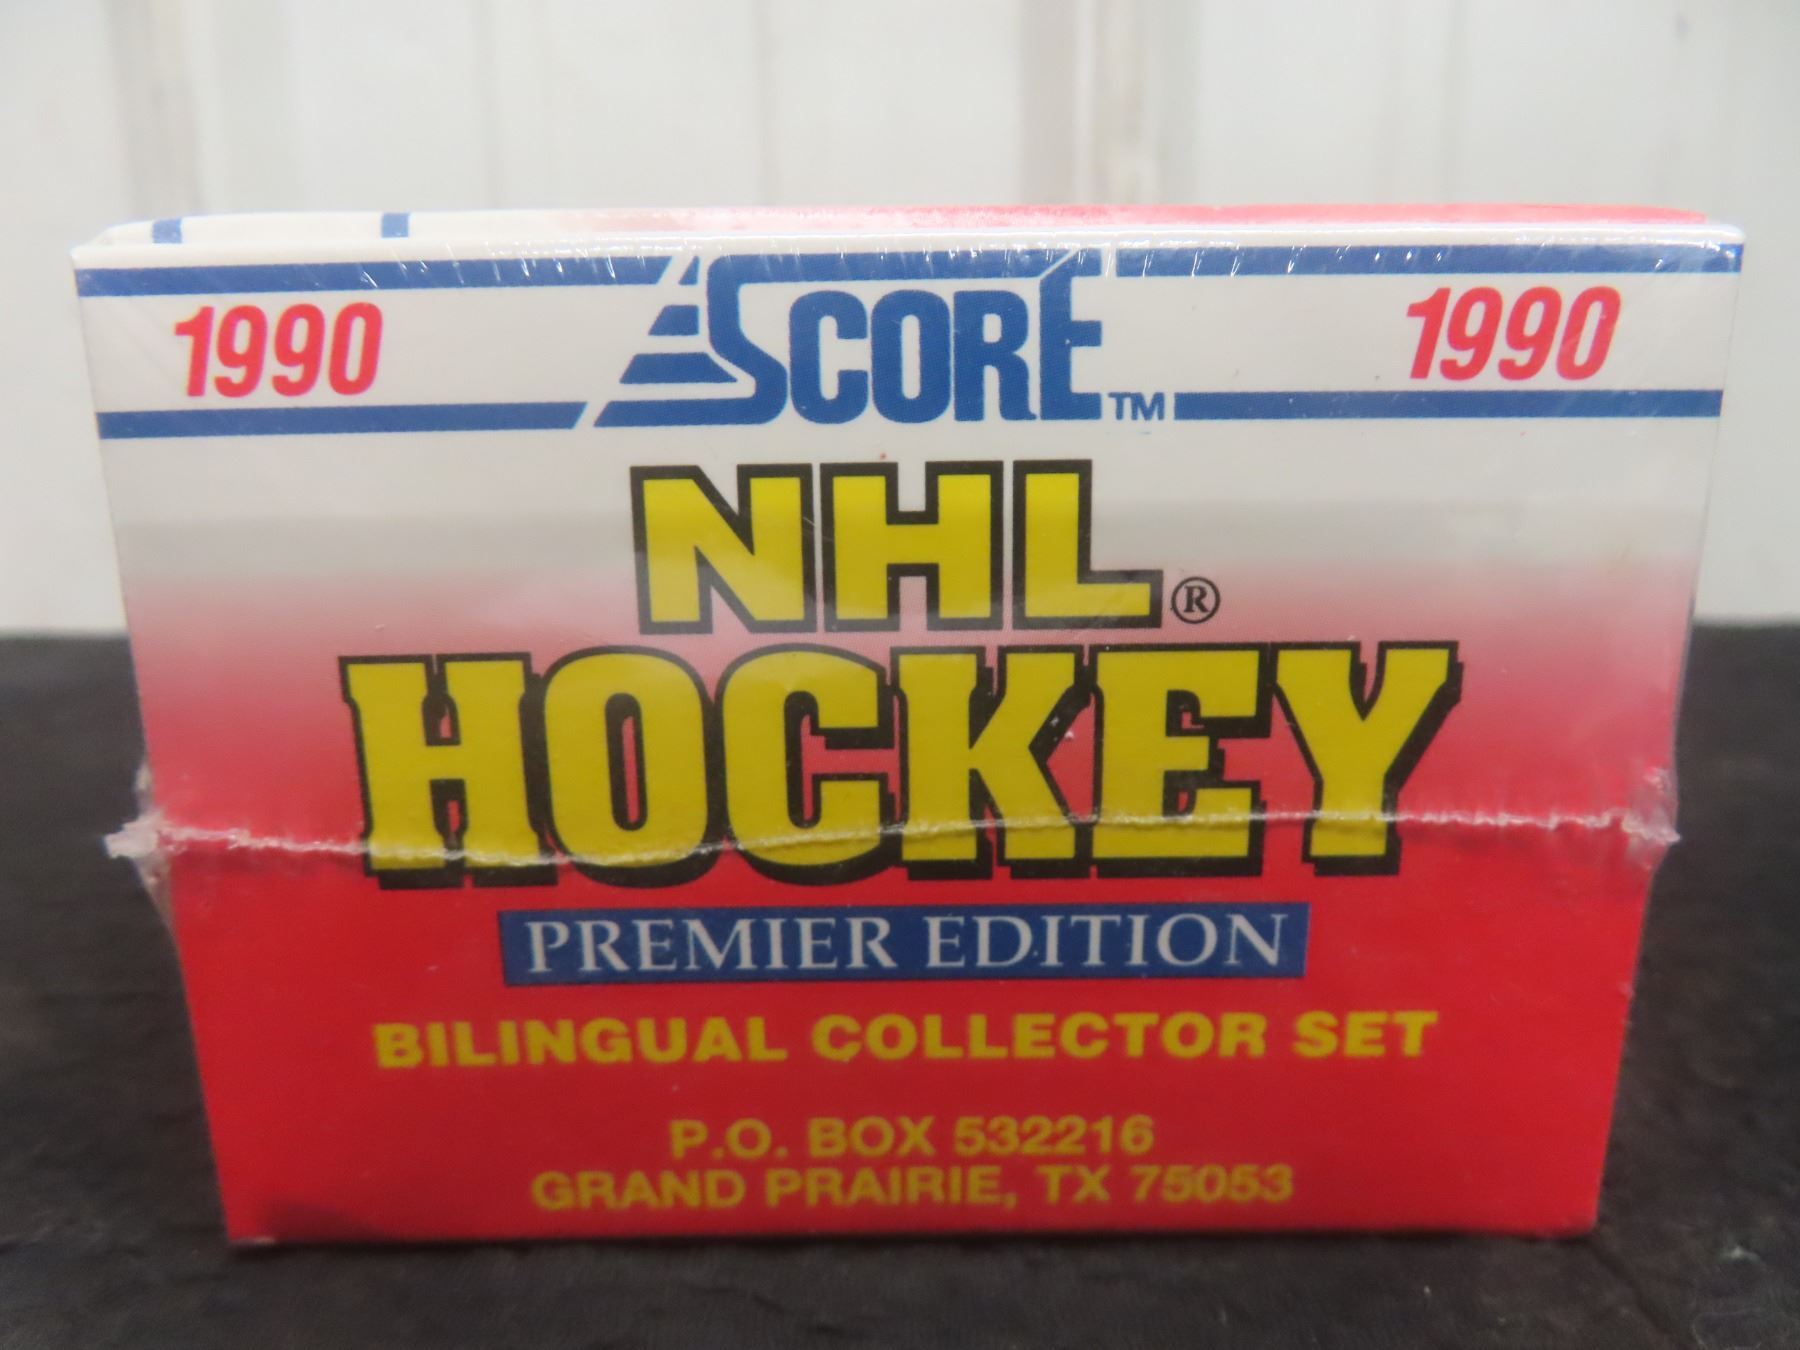 1990 SCORE™ 1990
NHL®
HOCKEY
PREMIER EDITION
BILINGUAL COLLECTOR SET
P.O. BOX 532216
GRAND PRAIRIE, TX 75053